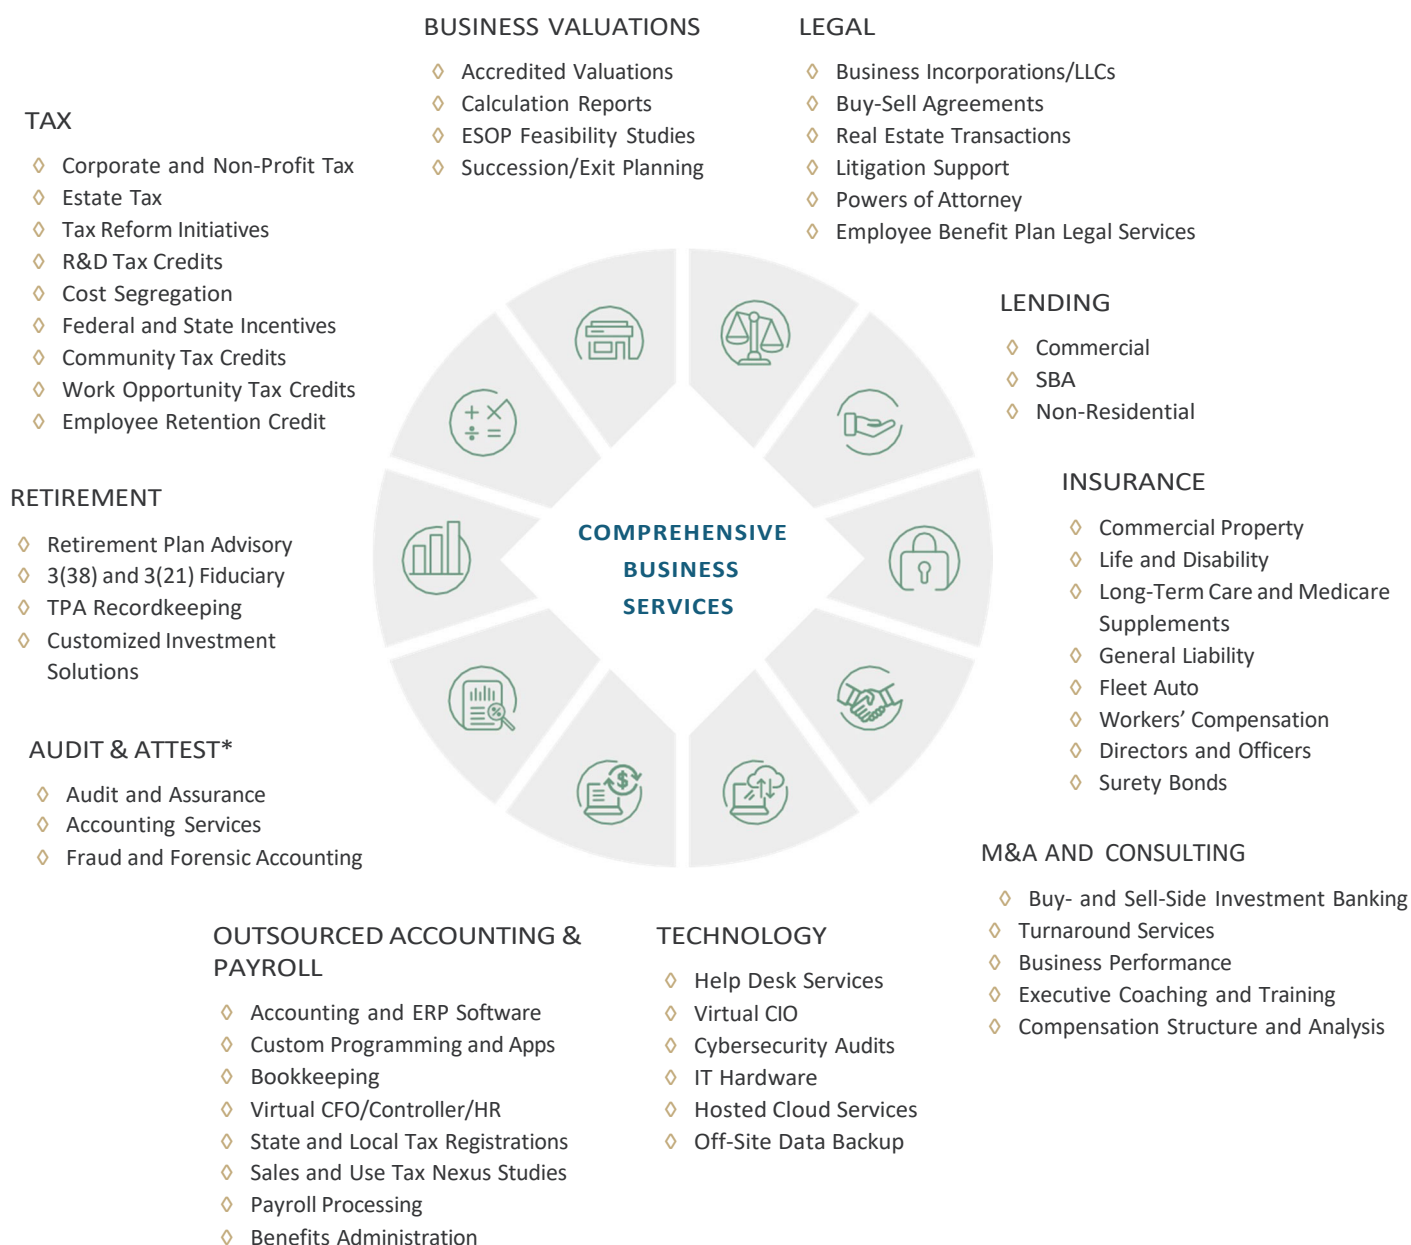 BUSINESS VALUATIONS
◊ Accredited Valuations
◊ Calculation Reports
◊ ESOP Feasibility Studies
◊ Succession/Exit Planning
LEGAL
◊ Business Incorporations/LLCs
◊ Buy-Sell Agreements
◊ Real Estate Transactions
◊ Litigation Support
◊ Powers of Attorney
◊ Employee Benefit Plan Legal Services
TAX
◊ Corporate and Non-Profit Tax
◊ Estate Tax
◊ Tax Reform Initiatives
◊ R&D Tax Credits
◊ Cost Segregation
◊ Federal and State Incentives
◊ Community Tax Credits
◊ Work Opportunity Tax Credits
◊ Employee Retention Credit
LENDING
◊ Commercial
◊ SBA
◊ Non-Residential
RETIREMENT
◊ Retirement Plan Advisory
◊ 3(38) and 3(21) Fiduciary
◊ TPA Recordkeeping
◊ Customized Investment
Solutions
COMPREHENSIVE
BUSINESS
SERVICES
INSURANCE
◊ Commercial Property
◊ Life and Disability
◊ Long-Term Care and Medicare
Supplements
◊ General Liability
◊ Fleet Auto
◊ Workers’ Compensation
◊ Directors and Officers
◊ Surety Bonds
AUDIT & ATTEST*
◊ Audit and Assurance
◊ Accounting Services
◊ Fraud and Forensic Accounting
M&A AND CONSULTING
◊ Buy- and Sell-Side Investment Banking
◊ Turnaround Services
◊ Business Performance
◊ Executive Coaching and Training
◊ Compensation Structure and Analysis
OUTSOURCED ACCOUNTING &
PAYROLL
◊ Accounting and ERP Software
◊ Custom Programming and Apps
◊ Bookkeeping
◊ Virtual CFO/Controller/HR
◊ State and Local Tax Registrations
◊ Sales and Use Tax Nexus Studies
◊ Payroll Processing
◊ Benefits Administration
TECHNOLOGY
◊ Help Desk Services
◊ Virtual CIO
◊ Cybersecurity Audits
◊ IT Hardware
◊ Hosted Cloud Services
◊ Off-Site Data Backup